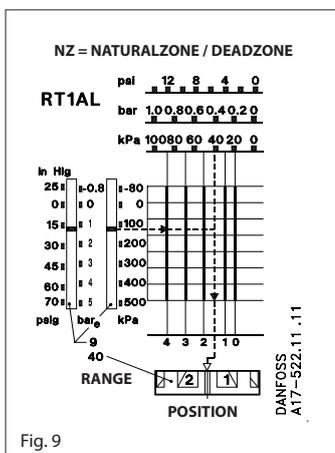 NZ = NATURALZONE / DEADZONE
psi 12 8 4 0
RT1AL
bar 1.0 0.8 0.6 0.4 0.2 0
kPa 100 80 60 40 20 0
in Hg
25 -0.8 -80
0 0 0
15 1 100
30 2 200
45 3 300
60 4 400
70 5 500
psig bare kPa
4 3 2 1 0
9
40
RANGE 2 1
POSITION
DANFOSS
A17-522.11.11
Fig. 9